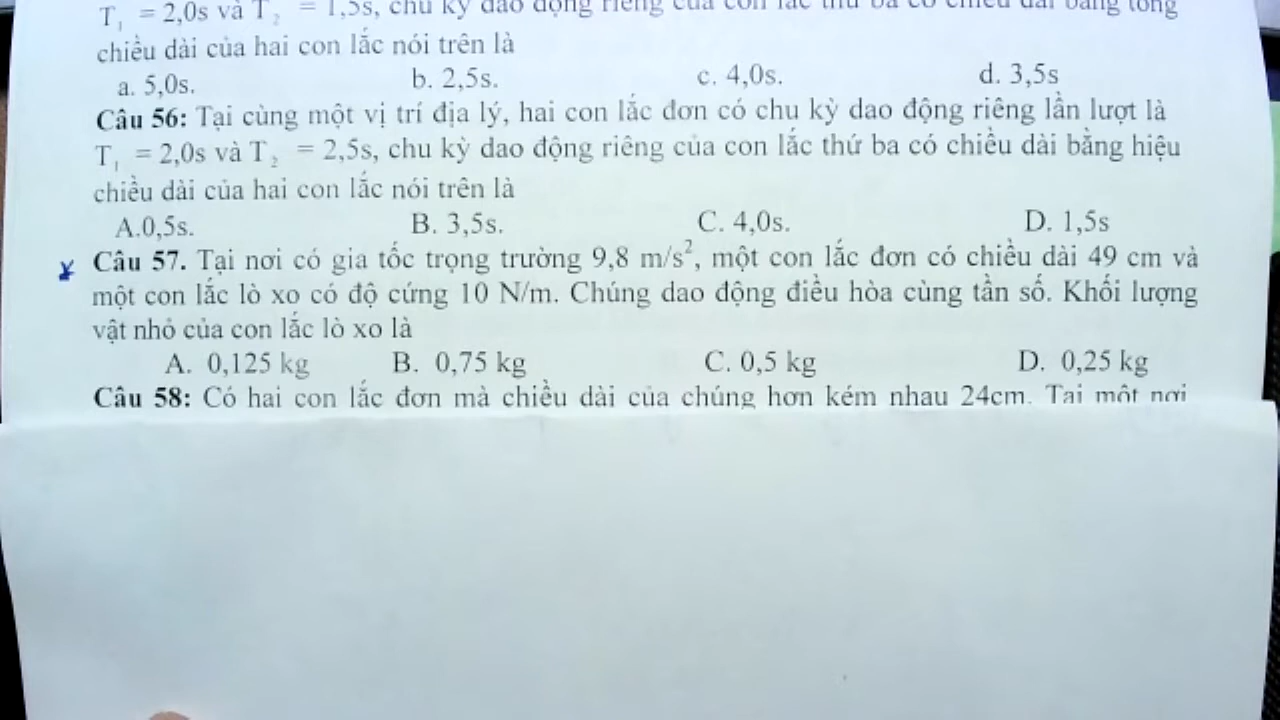 T₁ = 2,0s và T₂ = 1,5s, chu kỳ dao động riêng của con lắc thứ ba có chiều dài bằng tổng
chiều dài của hai con lắc nói trên là
a. 5,0s. b. 2,5s. c. 4,0s. d. 3,5s
Câu 56: Tại cùng một vị trí địa lý, hai con lắc đơn có chu kỳ dao động riêng lần lượt là
T₁ = 2,0s và T₂ = 2,5s, chu kỳ dao động riêng của con lắc thứ ba có chiều dài bằng hiệu
chiều dài của hai con lắc nói trên là
A.0,5s. B. 3,5s. C. 4,0s. D. 1,5s
Câu 57. Tại nơi có gia tốc trọng trường 9,8 m/s², một con lắc đơn có chiều dài 49 cm và
một con lắc lò xo có độ cứng 10 N/m. Chúng dao động điều hòa cùng tần số. Khối lượng
vật nhỏ của con lắc lò xo là
A. 0,125 kg B. 0,75 kg C. 0,5 kg D. 0,25 kg
Câu 58: Có hai con lắc đơn mà chiều dài của chúng hơn kém nhau 24cm. Tại một nơi